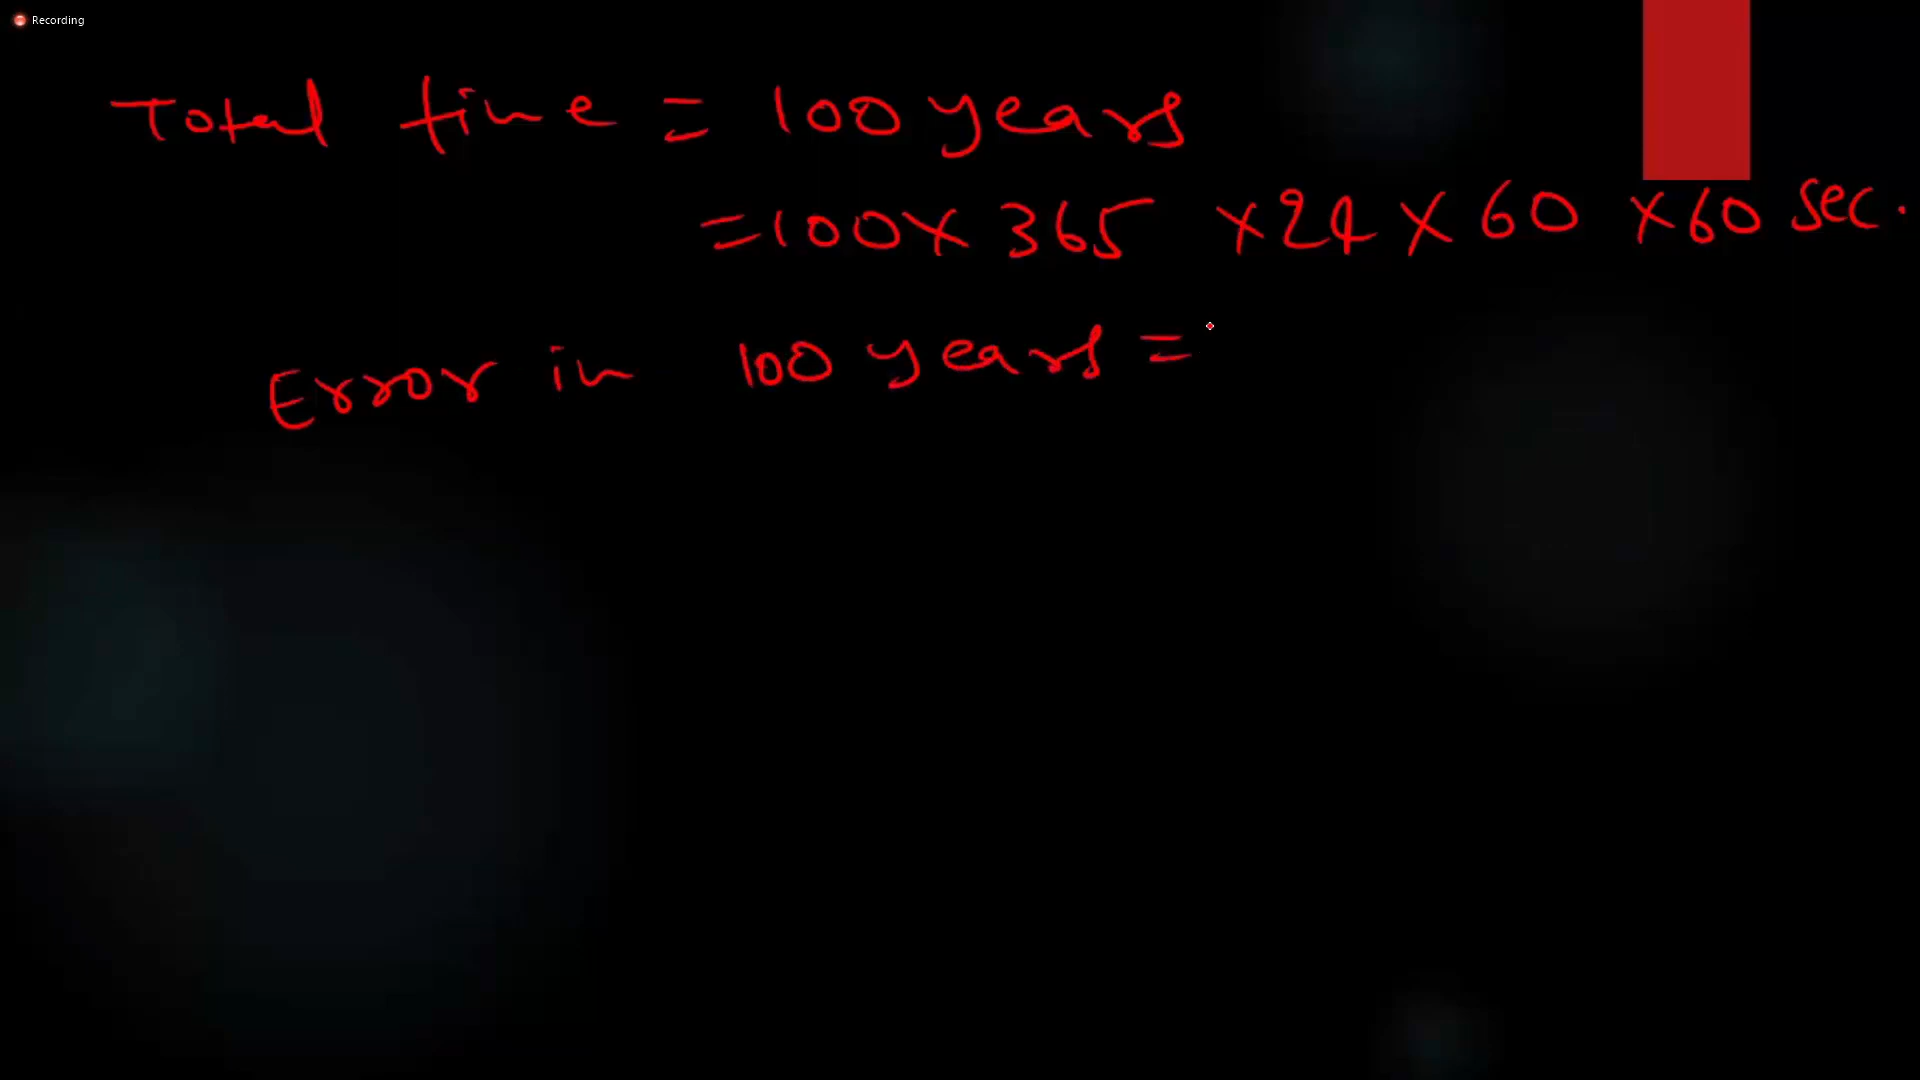 Recording
Total time = 100 years
= 100 x 365 x 24 x 60 x 60 sec.
Error in 100 years =